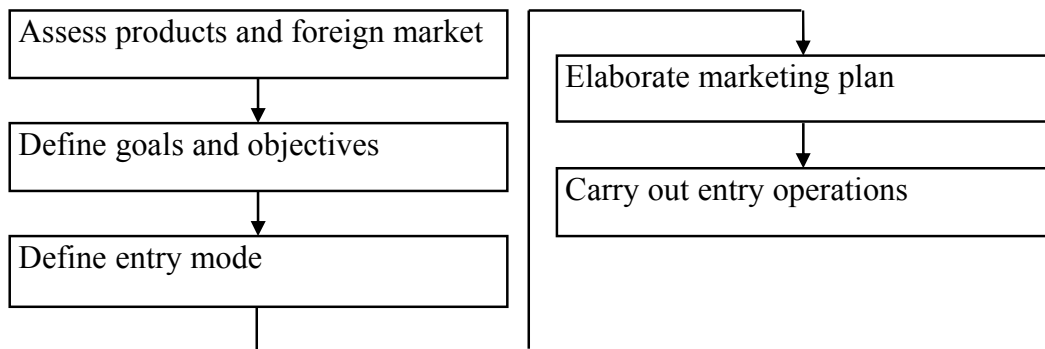 Assess products and foreign market
Define goals and objectives
Define entry mode
Elaborate marketing plan
Carry out entry operations